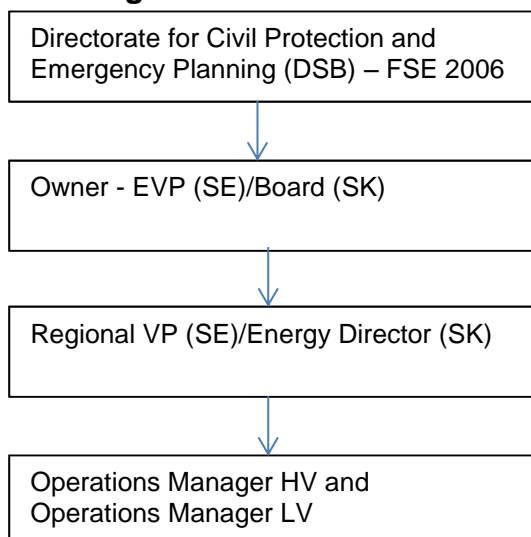 Directorate for Civil Protection and
Emergency Planning (DSB) – FSE 2006
Owner - EVP (SE)/Board (SK)
Regional VP (SE)/Energy Director (SK)
Operations Manager HV and
Operations Manager LV